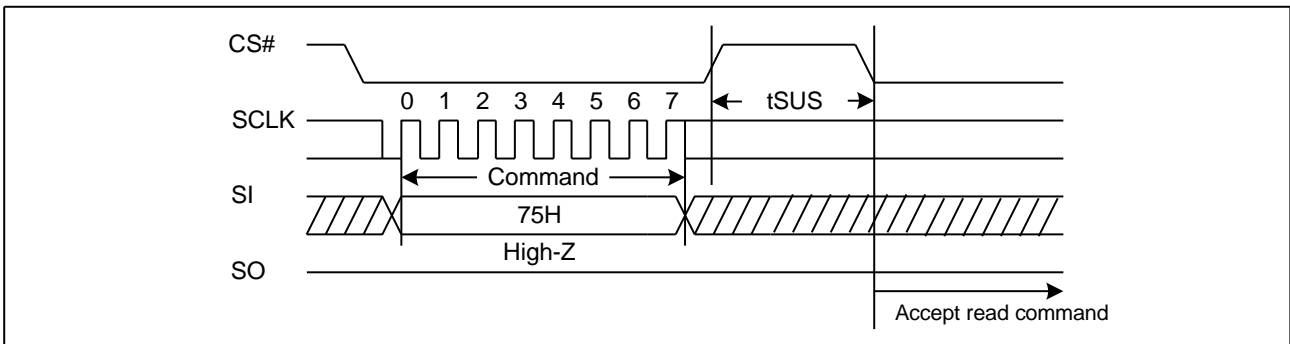 CS#
0 1 2 3 4 5 6 7
tSUS
SCLK
Command
SI
75H
High-Z
SO
Accept read command